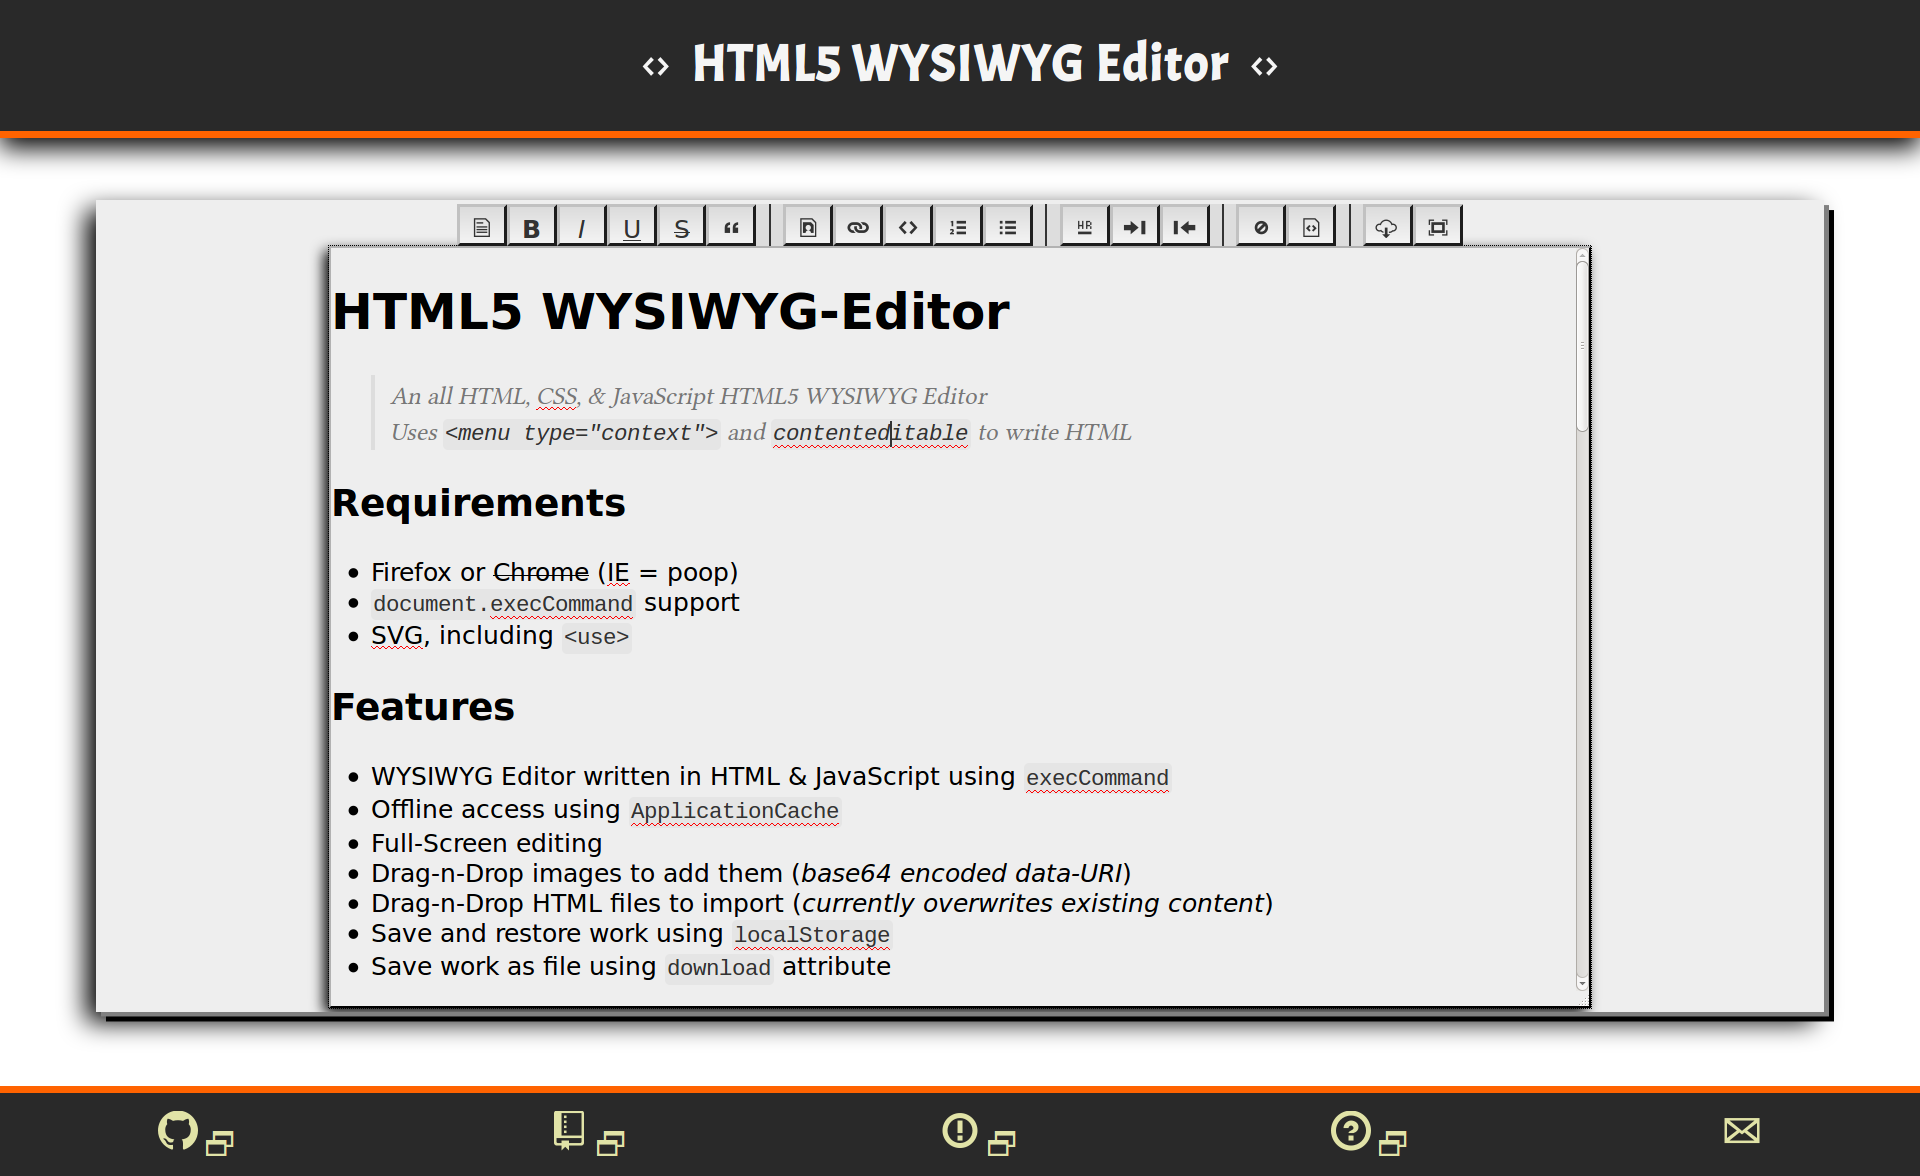 <> HTML5 WYSIWYG Editor <>
B I U S “ <> HR
HTML5 WYSIWYG-Editor
An all HTML, CSS, & JavaScript HTML5 WYSIWYG Editor
Uses <menu type="context"> and contenteditable to write HTML
Requirements
• Firefox or Chrome (IE = poop)
• document.execCommand support
• SVG, including <use>
Features
• WYSIWYG Editor written in HTML & JavaScript using execCommand
• Offline access using ApplicationCache
• Full-Screen editing
• Drag-n-Drop images to add them (base64 encoded data-URI)
• Drag-n-Drop HTML files to import (currently overwrites existing content)
• Save and restore work using localStorage
• Save work as file using download attribute